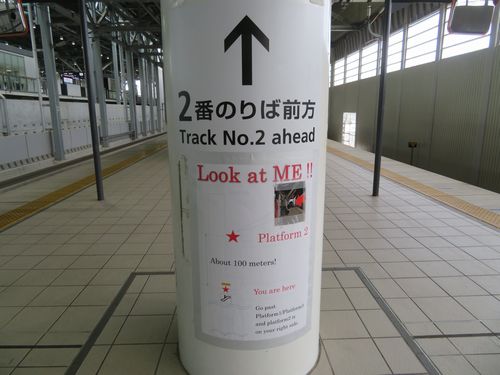 2番のりば前方
Track No.2 ahead
Look at ME !!
Platform 2
About 100 meters!
You are here
Go past
Platform1/Platform3
and platform2 is
on your right side.